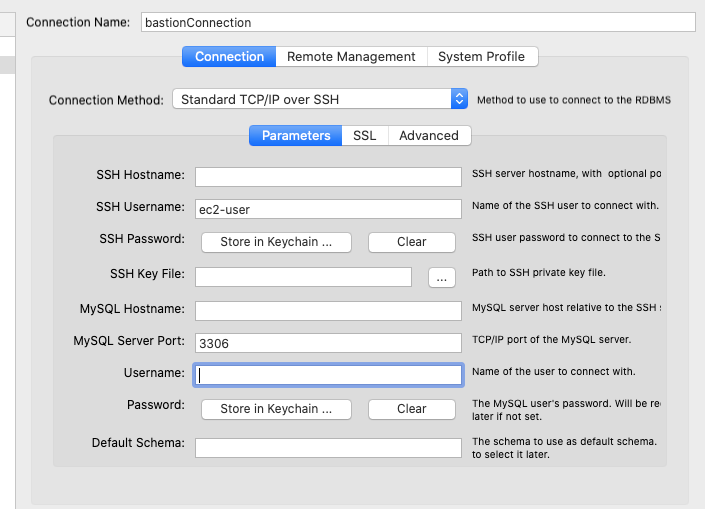 Connection Name: bastionConnection
Connection Remote Management System Profile
Connection Method: Standard TCP/IP over SSH Method to use to connect to the RDBMS
Parameters SSL Advanced
SSH Hostname: SSH server hostname, with optional po
SSH Username: ec2-user Name of the SSH user to connect with.
SSH Password: Store in Keychain ... Clear SSH user password to connect to the S
SSH Key File: ... Path to SSH private key file.
MySQL Hostname: MySQL server host relative to the SSH s
MySQL Server Port: 3306 TCP/IP port of the MySQL server.
Username: Name of the user to connect with.
Password: Store in Keychain ... Clear The MySQL user's password. Will be re
later if not set.
Default Schema: The schema to use as default schema.
to select it later.